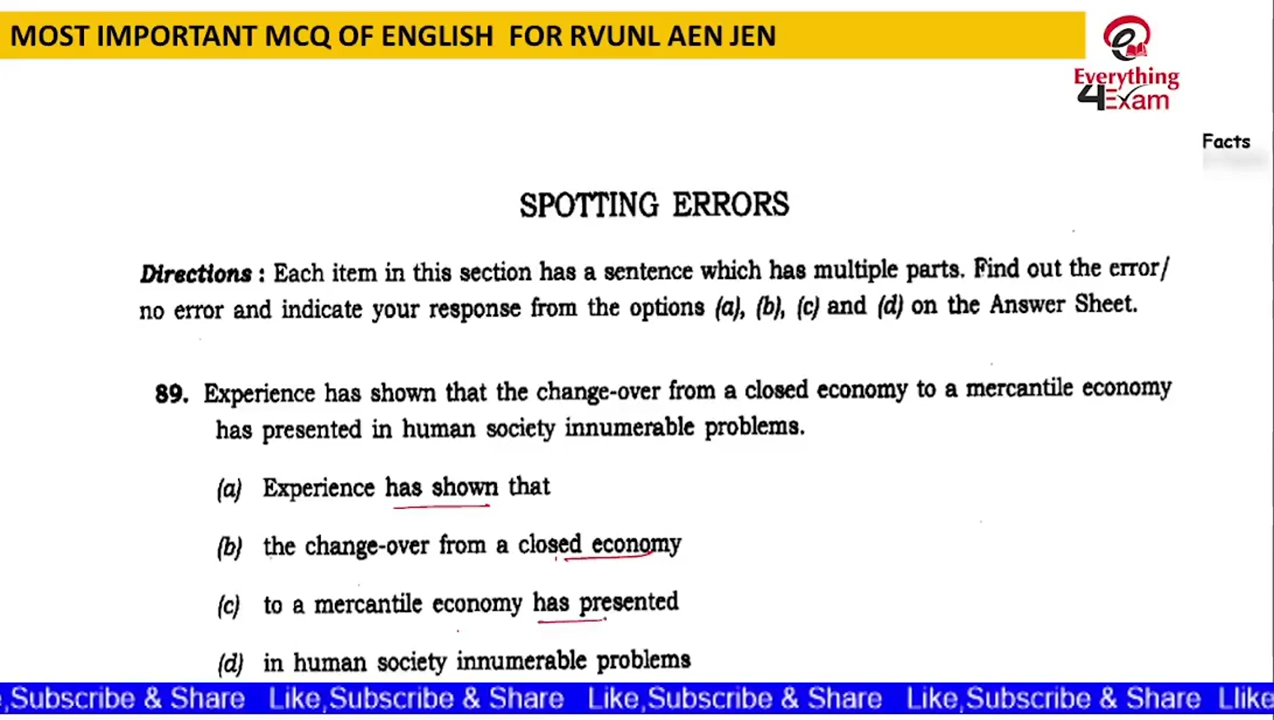 MOST IMPORTANT MCQ OF ENGLISH FOR RVUNL AEN JEN
e
Everything
4Exam
Facts
SPOTTING ERRORS
Directions : Each item in this section has a sentence which has multiple parts. Find out the error/
no error and indicate your response from the options (a), (b), (c) and (d) on the Answer Sheet.
89. Experience has shown that the change-over from a closed economy to a mercantile economy
has presented in human society innumerable problems.
(a) Experience has shown that
(b) the change-over from a closed economy
(c) to a mercantile economy has presented
(d) in human society innumerable problems
e,Subscribe & Share Like,Subscribe & Share Like,Subscribe & Share Like,Subscribe & Share Llike